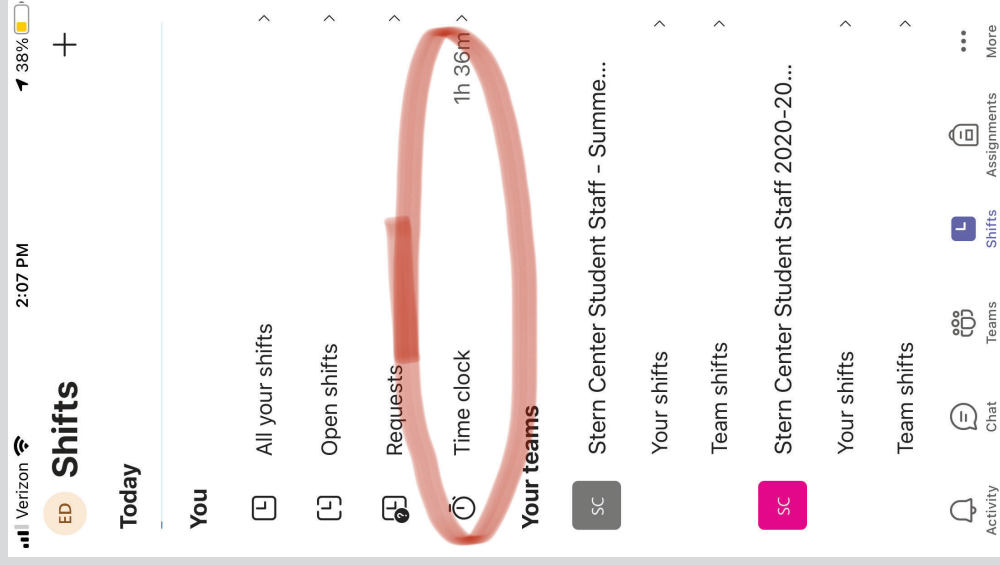 Verizon 2:07 PM 38%
ED Shifts +
Today
You
All your shifts
Open shifts
Requests
Time clock 1h 36m
Your teams
SC Stern Center Student Staff - Summe...
Your shifts
Team shifts
SC Stern Center Student Staff 2020-20...
Your shifts
Team shifts
Activity Chat Teams Shifts Assignments More